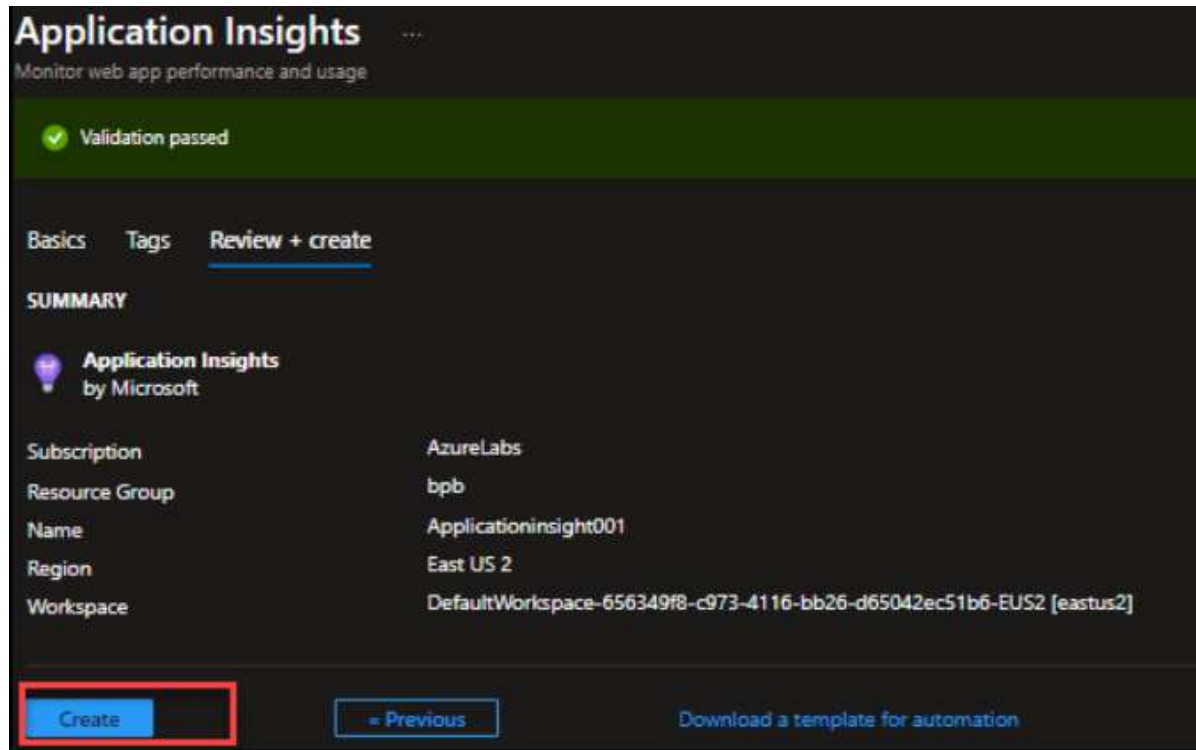 Application Insights ...
Monitor web app performance and usage
Validation passed
Basics Tags Review + create
SUMMARY
Application Insights
by Microsoft
Subscription AzureLabs
Resource Group bpb
Name Applicationinsight001
Region East US 2
Workspace DefaultWorkspace-656349f8-c973-4116-bb26-d65042ec51b6-EUS2 [eastus2]
Create « Previous Download a template for automation